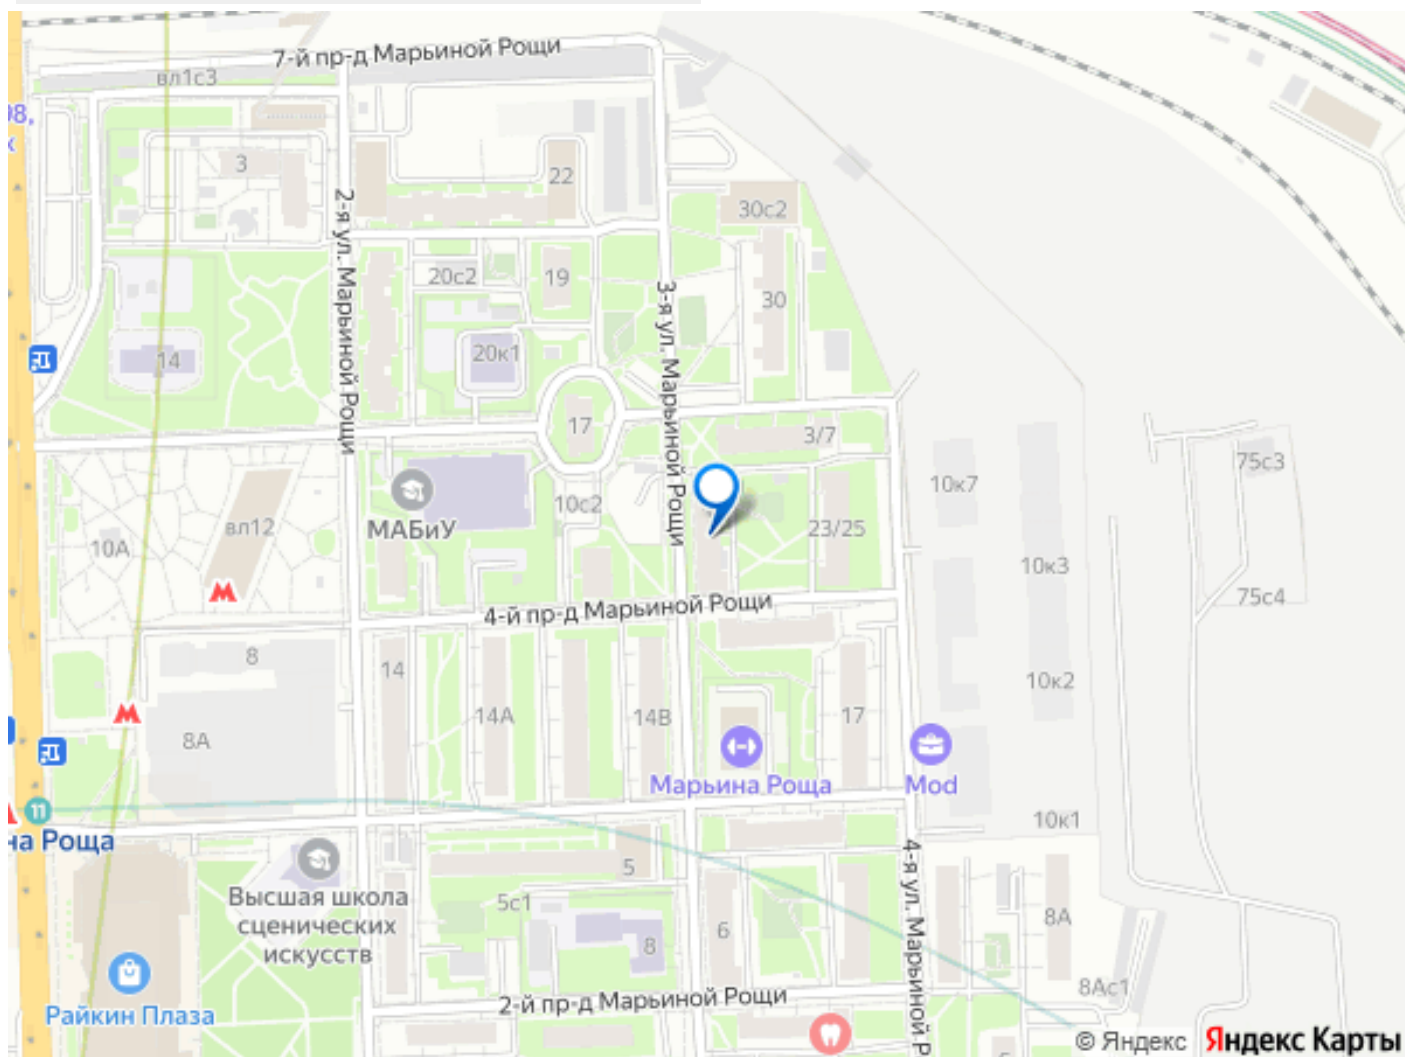 7-й пр-д Марьиной Рощи
вл1с3
98,
к
3
22
2-я ул. Марьиной Рощи
30с2
20с2
19
3-я ул. Марьиной Рощи
30
14
20к1
17
3/7
МАБиУ
10с2
10к7
75с3
вл12
23/25
10А
10к3
75с4
4-й пр-д Марьиной Рощи
8
14
10к2
14А
14В
17
8А
Марьина Роща
Mod
11
на Роща
10к1
4-я ул. Марьиной Р
5
Высшая школа
сценических
искусств
5с1
8
6
8А
8Ас1
Райкин Плаза
2-й пр-д Марьиной Рощи
© Яндекс
Яндекс Карты